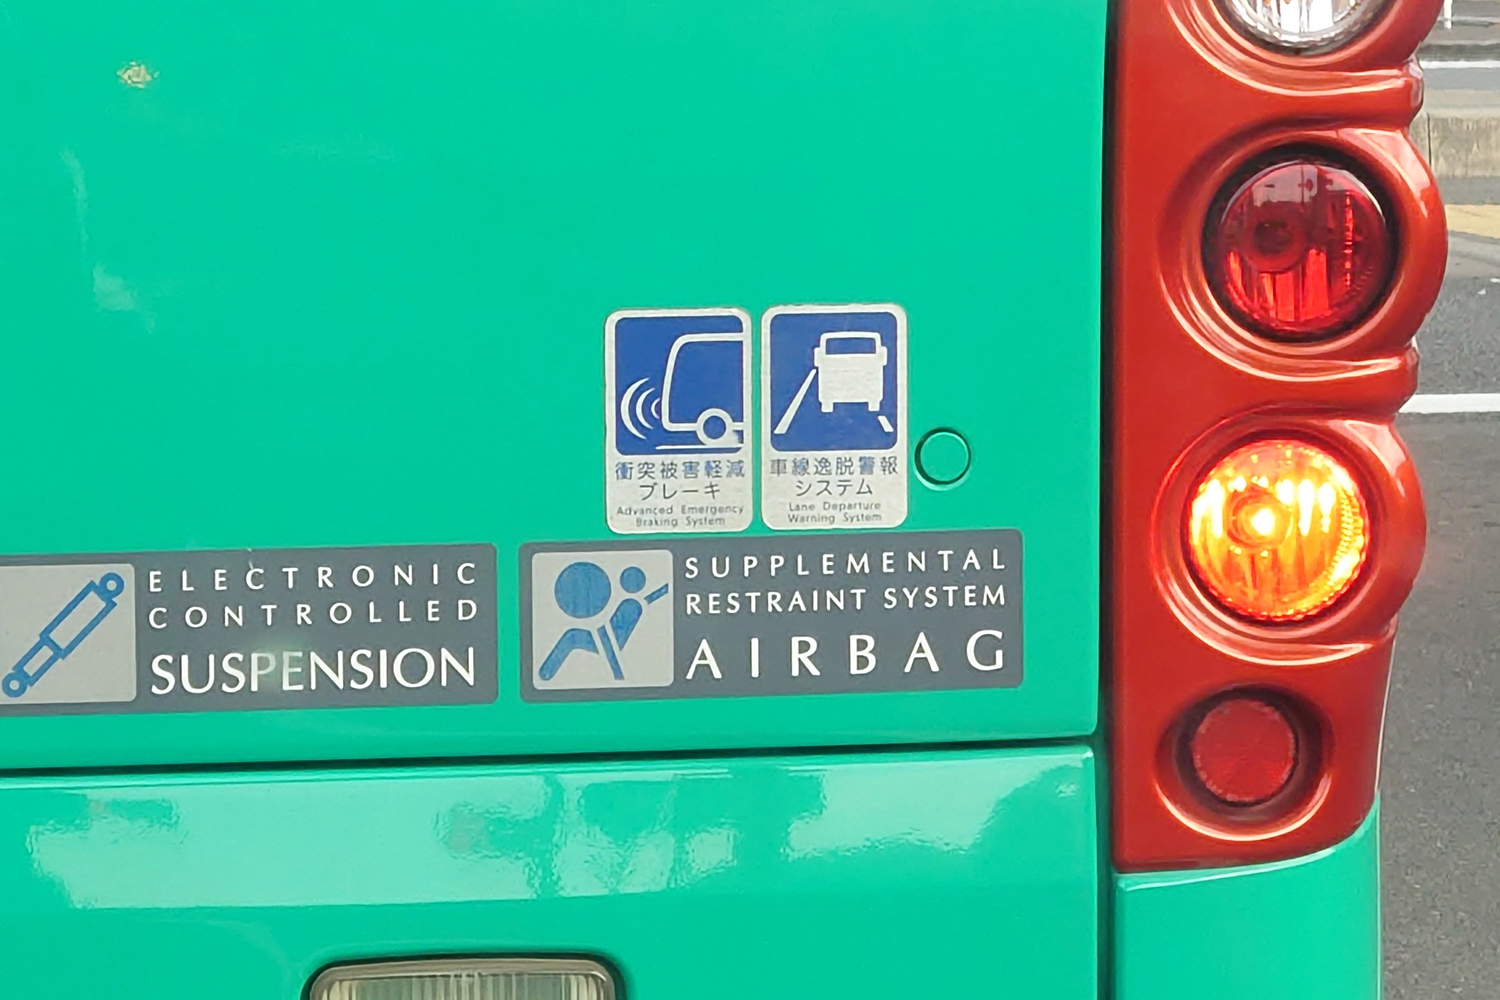 衝突被害軽減
ブレーキ
Advanced Emergency
Braking System
車線逸脱警報
システム
Lane Departure
Warning System
ELECTRONIC
CONTROLLED
SUSPENSION
SUPPLEMENTAL
RESTRAINT SYSTEM
AIRBAG